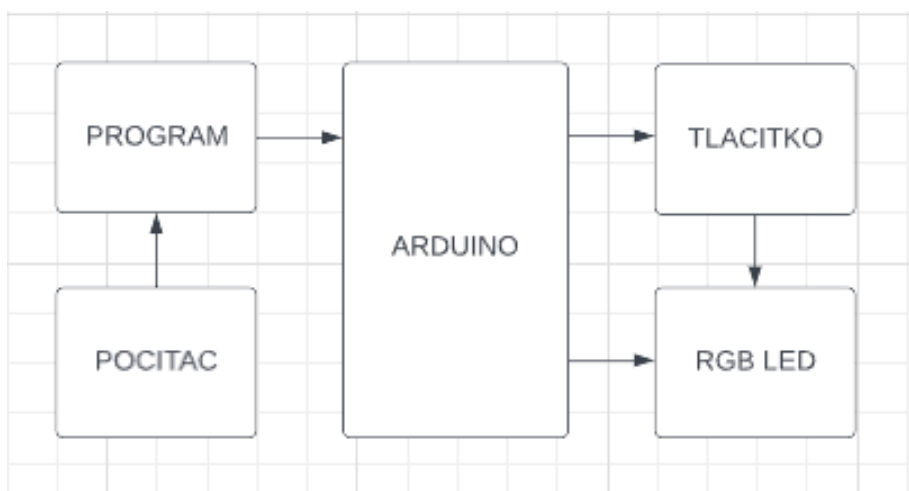 PROGRAM
ARDUINO
TLACITKO
POCITAC
RGB LED